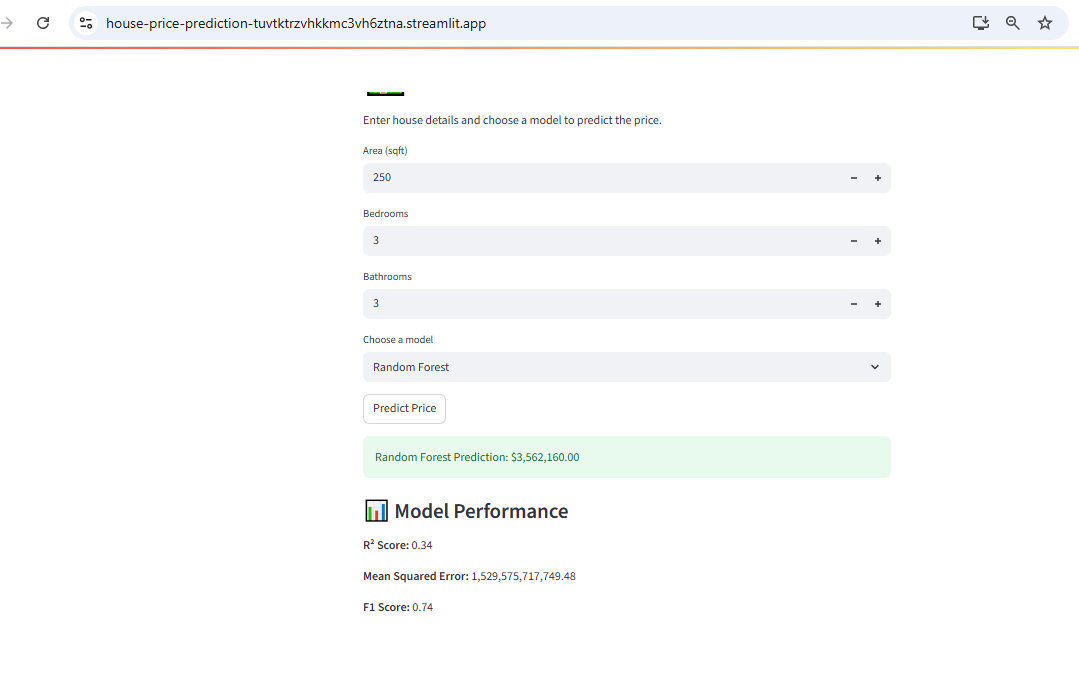 house-price-prediction-tuvtktrzvhkkmc3vh6ztna.streamlit.app
Enter house details and choose a model to predict the price.
Area (sqft)
250
Bedrooms
3
Bathrooms
3
Choose a model
Random Forest
Predict Price
Random Forest Prediction: $3,562,160.00
Model Performance
R² Score: 0.34
Mean Squared Error: 1,529,575,717,749.48
F1 Score: 0.74